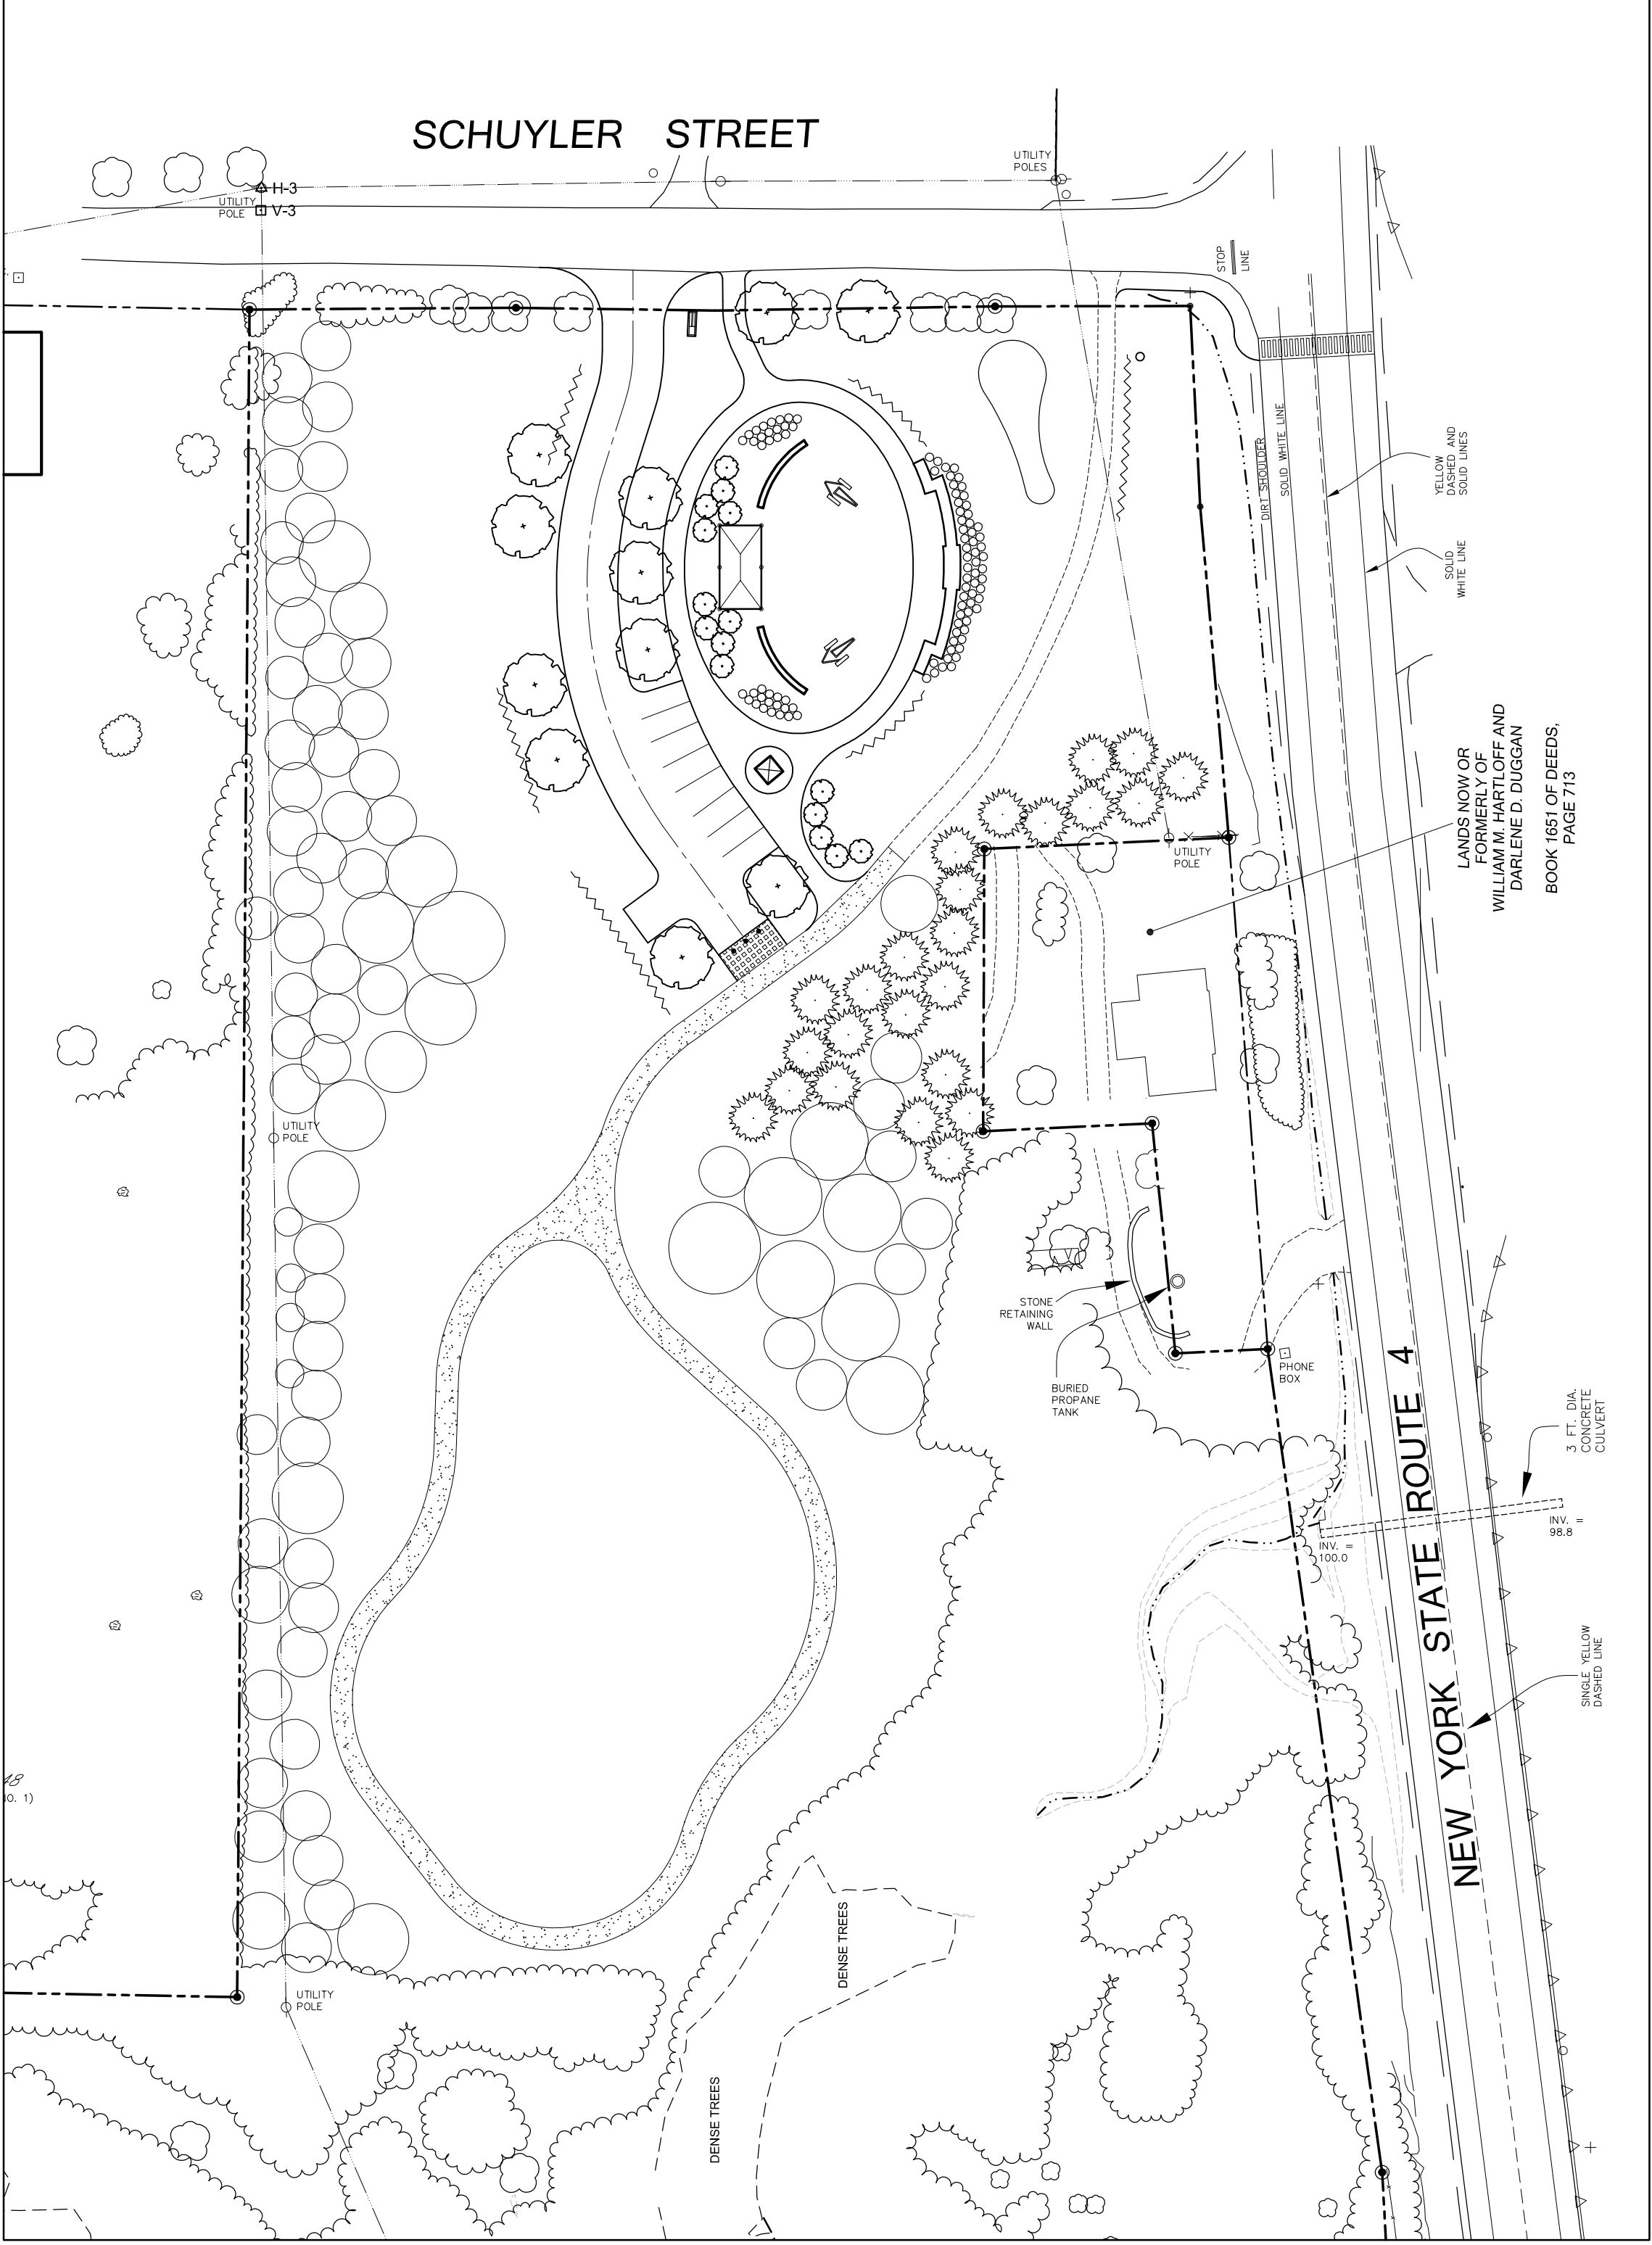 SCHUYLER STREET
UTILITY
POLES
H-3
UTILITY
POLE
V-3
STOP
LINE
DIRT SHOULDER
SOLID WHITE LINE
YELLOW
DASHED AND
SOLID LINES
SOLID
WHITE LINE
LANDS NOW OR
FORMERLY OF
WILLIAM M. HARTLOFF AND
DARLENE D. DUGGAN
BOOK 1651 OF DEEDS,
PAGE 713
UTILITY
POLE
UTILITY
POLE
STONE
RETAINING
WALL
BURIED
PROPANE
TANK
PHONE
BOX
NEW YORK STATE ROUTE 4
3 FT. DIA.
CONCRETE
CULVERT
INV. =
98.8
INV. =
100.0
SINGLE YELLOW
DASHED LINE
48
O. 1)
DENSE TREES
UTILITY
POLE
DENSE TREES